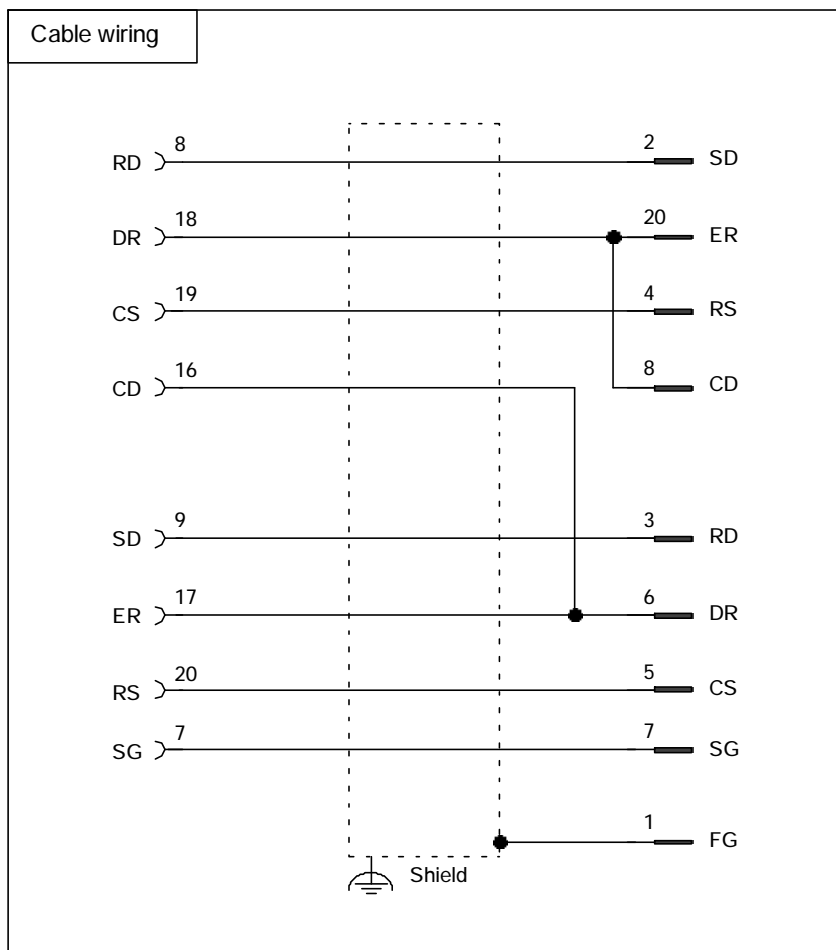 Cable wiring
RD 8 2 SD
DR 18 20 ER
CS 19 4 RS
CD 16 8 CD
SD 9 3 RD
ER 17 6 DR
RS 20 5 CS
SG 7 7 SG
1 FG
Shield